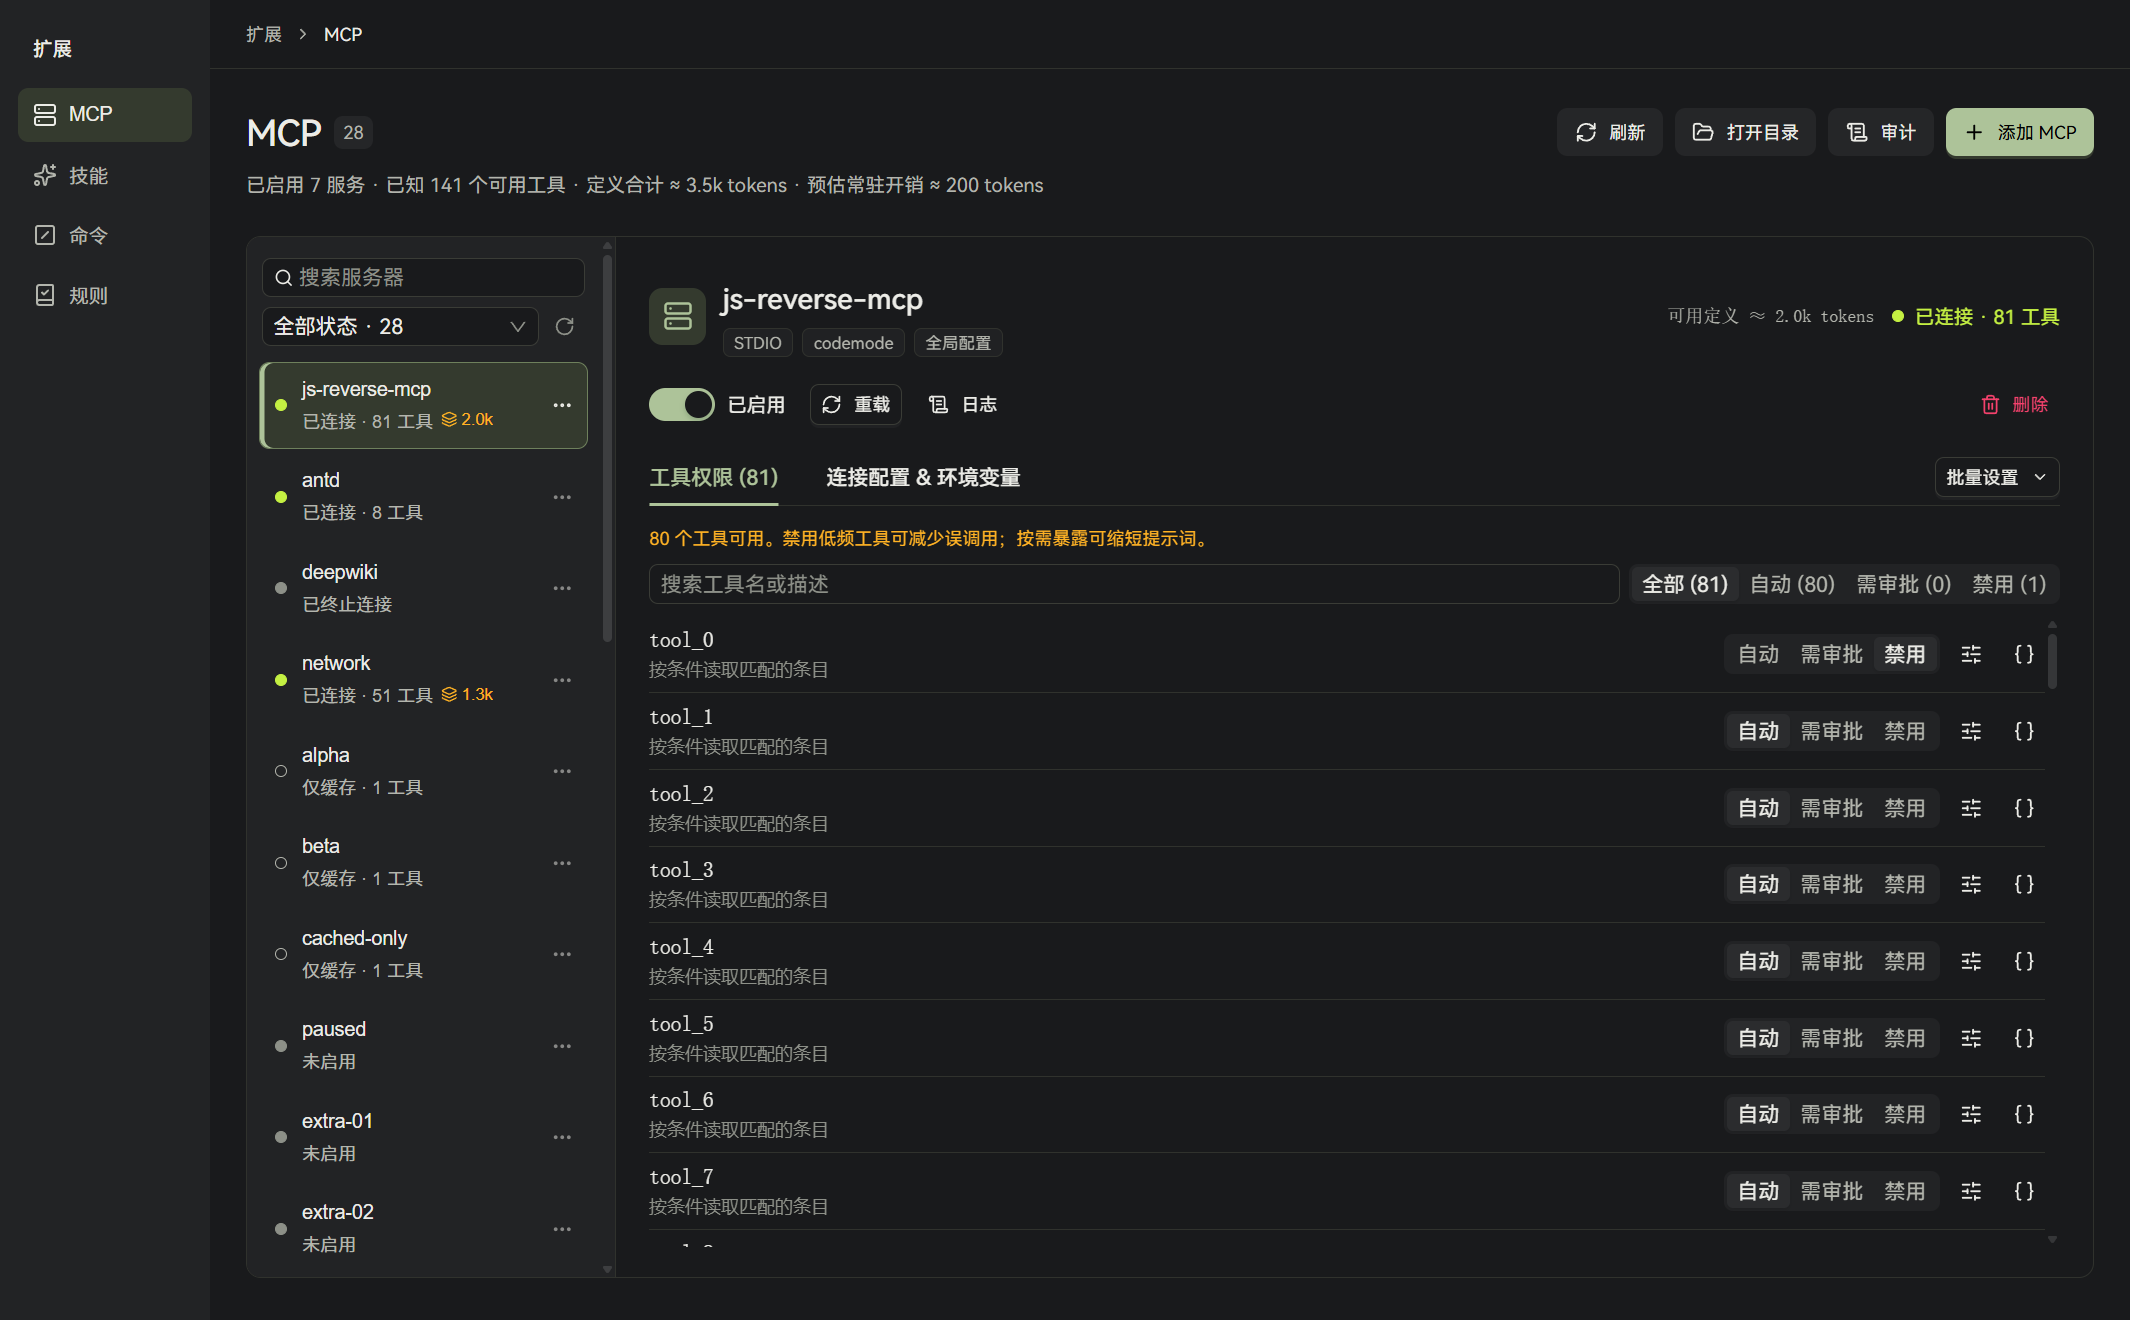 扩展
MCP
技能
命令
规则
扩展 > MCP
MCP 28
刷新
打开目录
审计
+ 添加 MCP
已启用 7 服务 · 已知 141 个可用工具 · 定义合计 ≈ 3.5k tokens · 预估常驻开销 ≈ 200 tokens
搜索服务器
全部状态 · 28
js-reverse-mcp
已连接 · 81 工具 2.0k
antd
已连接 · 8 工具
deepwiki
已终止连接
network
已连接 · 51 工具 1.3k
alpha
仅缓存 · 1 工具
beta
仅缓存 · 1 工具
cached-only
仅缓存 · 1 工具
paused
未启用
extra-01
未启用
extra-02
未启用
js-reverse-mcp
STDIO codemode 全局配置
可用定义 ≈ 2.0k tokens
已连接 · 81 工具
已启用
重载
日志
删除
工具权限 (81)
连接配置 & 环境变量
批量设置
80 个工具可用。禁用低频工具可减少误调用；按需暴露可缩短提示词。
搜索工具名或描述
全部 (81) 自动 (80) 需审批 (0) 禁用 (1)
tool_0
按条件读取匹配的条目
自动 需审批 禁用 {}
tool_1
按条件读取匹配的条目
自动 需审批 禁用 {}
tool_2
按条件读取匹配的条目
自动 需审批 禁用 {}
tool_3
按条件读取匹配的条目
自动 需审批 禁用 {}
tool_4
按条件读取匹配的条目
自动 需审批 禁用 {}
tool_5
按条件读取匹配的条目
自动 需审批 禁用 {}
tool_6
按条件读取匹配的条目
自动 需审批 禁用 {}
tool_7
按条件读取匹配的条目
自动 需审批 禁用 {}